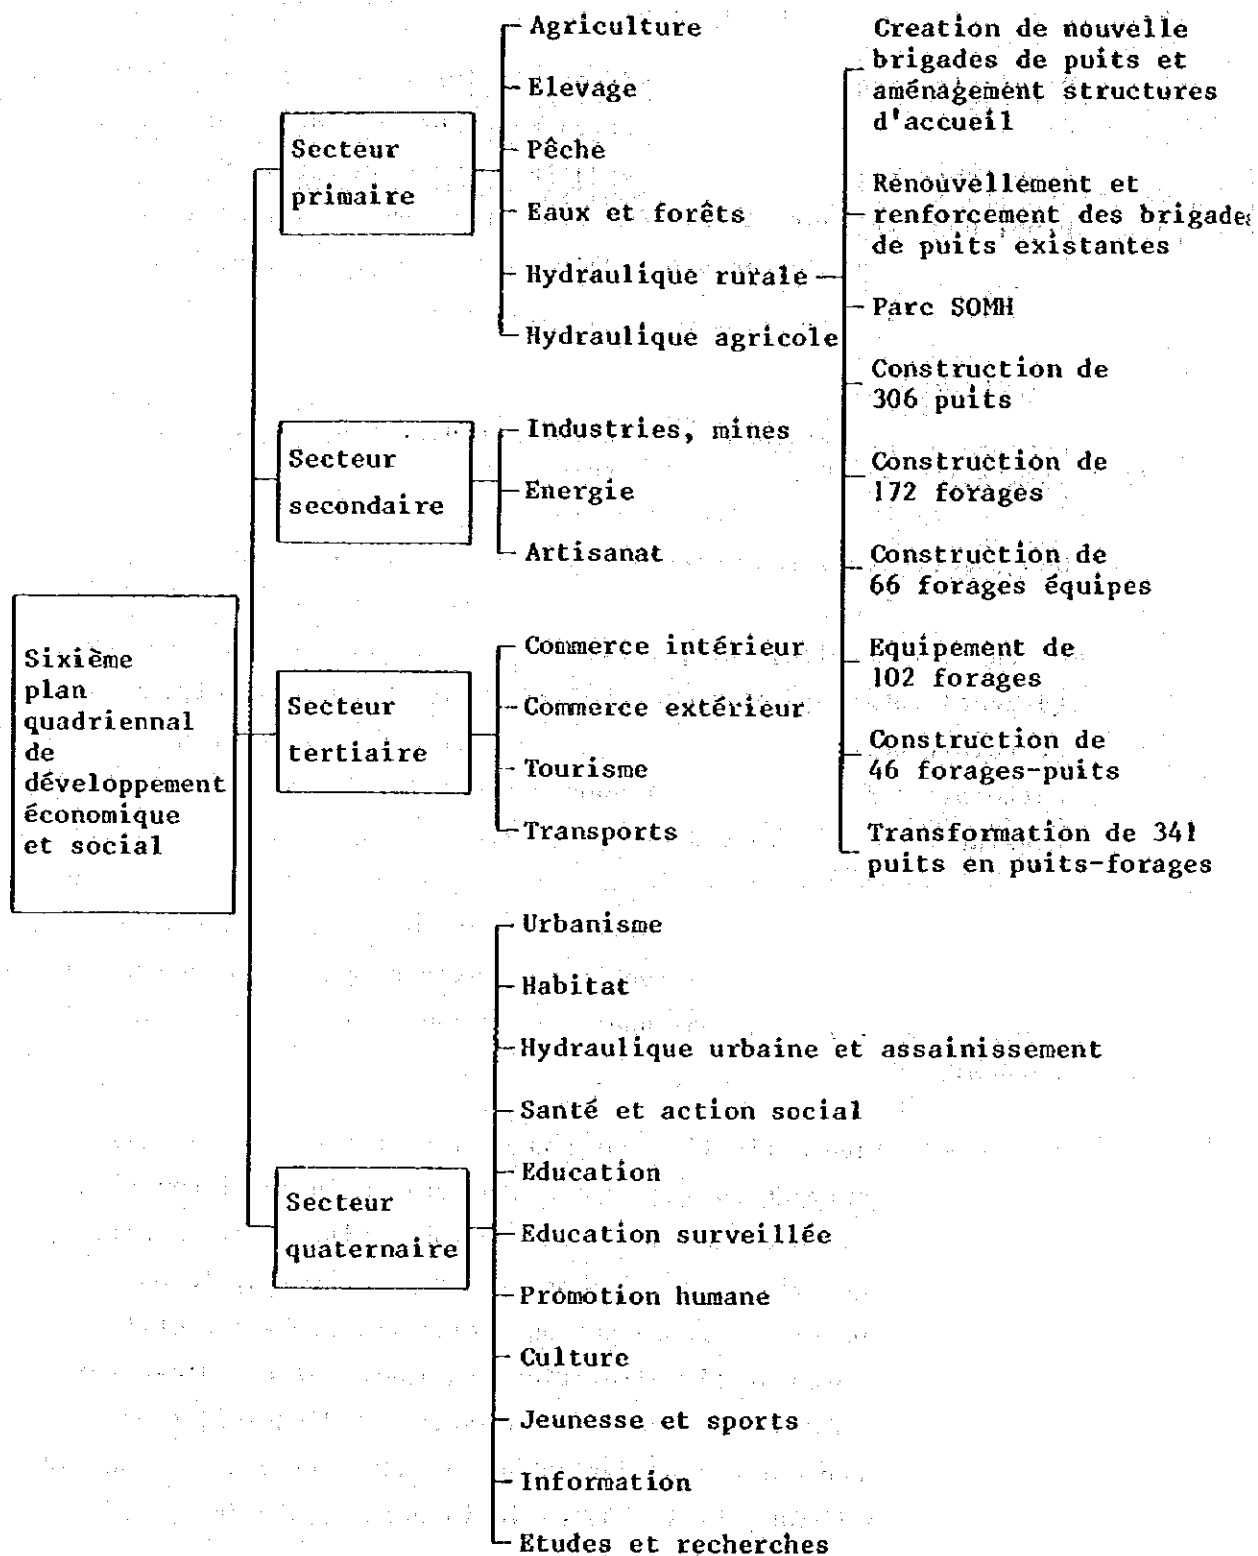 Sixième
plan
quadriennal
de
développement
économique
et social
Secteur
primaire
Agriculture
Elevage
Pêche
Eaux et forêts
Hydraulique rurale
Hydraulique agricole
Creation de nouvelle
brigades de puits et
aménagement structures
d'accueil
Renouvellement et
renforcement des brigades
de puits existantes
Parc SOMH
Construction de
306 puits
Construction de
172 forages
Construction de
66 forages équipes
Equipement de
102 forages
Construction de
46 forages-puits
Transformation de 341
puits en puits-forages
Secteur
secondaire
Industries, mines
Energie
Artisanat
Secteur
tertiaire
Commerce intérieur
Commerce extérieur
Tourisme
Transports
Secteur
quaternaire
Urbanisme
Habitat
Hydraulique urbaine et assainissement
Santé et action social
Education
Education surveillée
Promotion humane
Culture
Jeunesse et sports
Information
Etudes et recherches